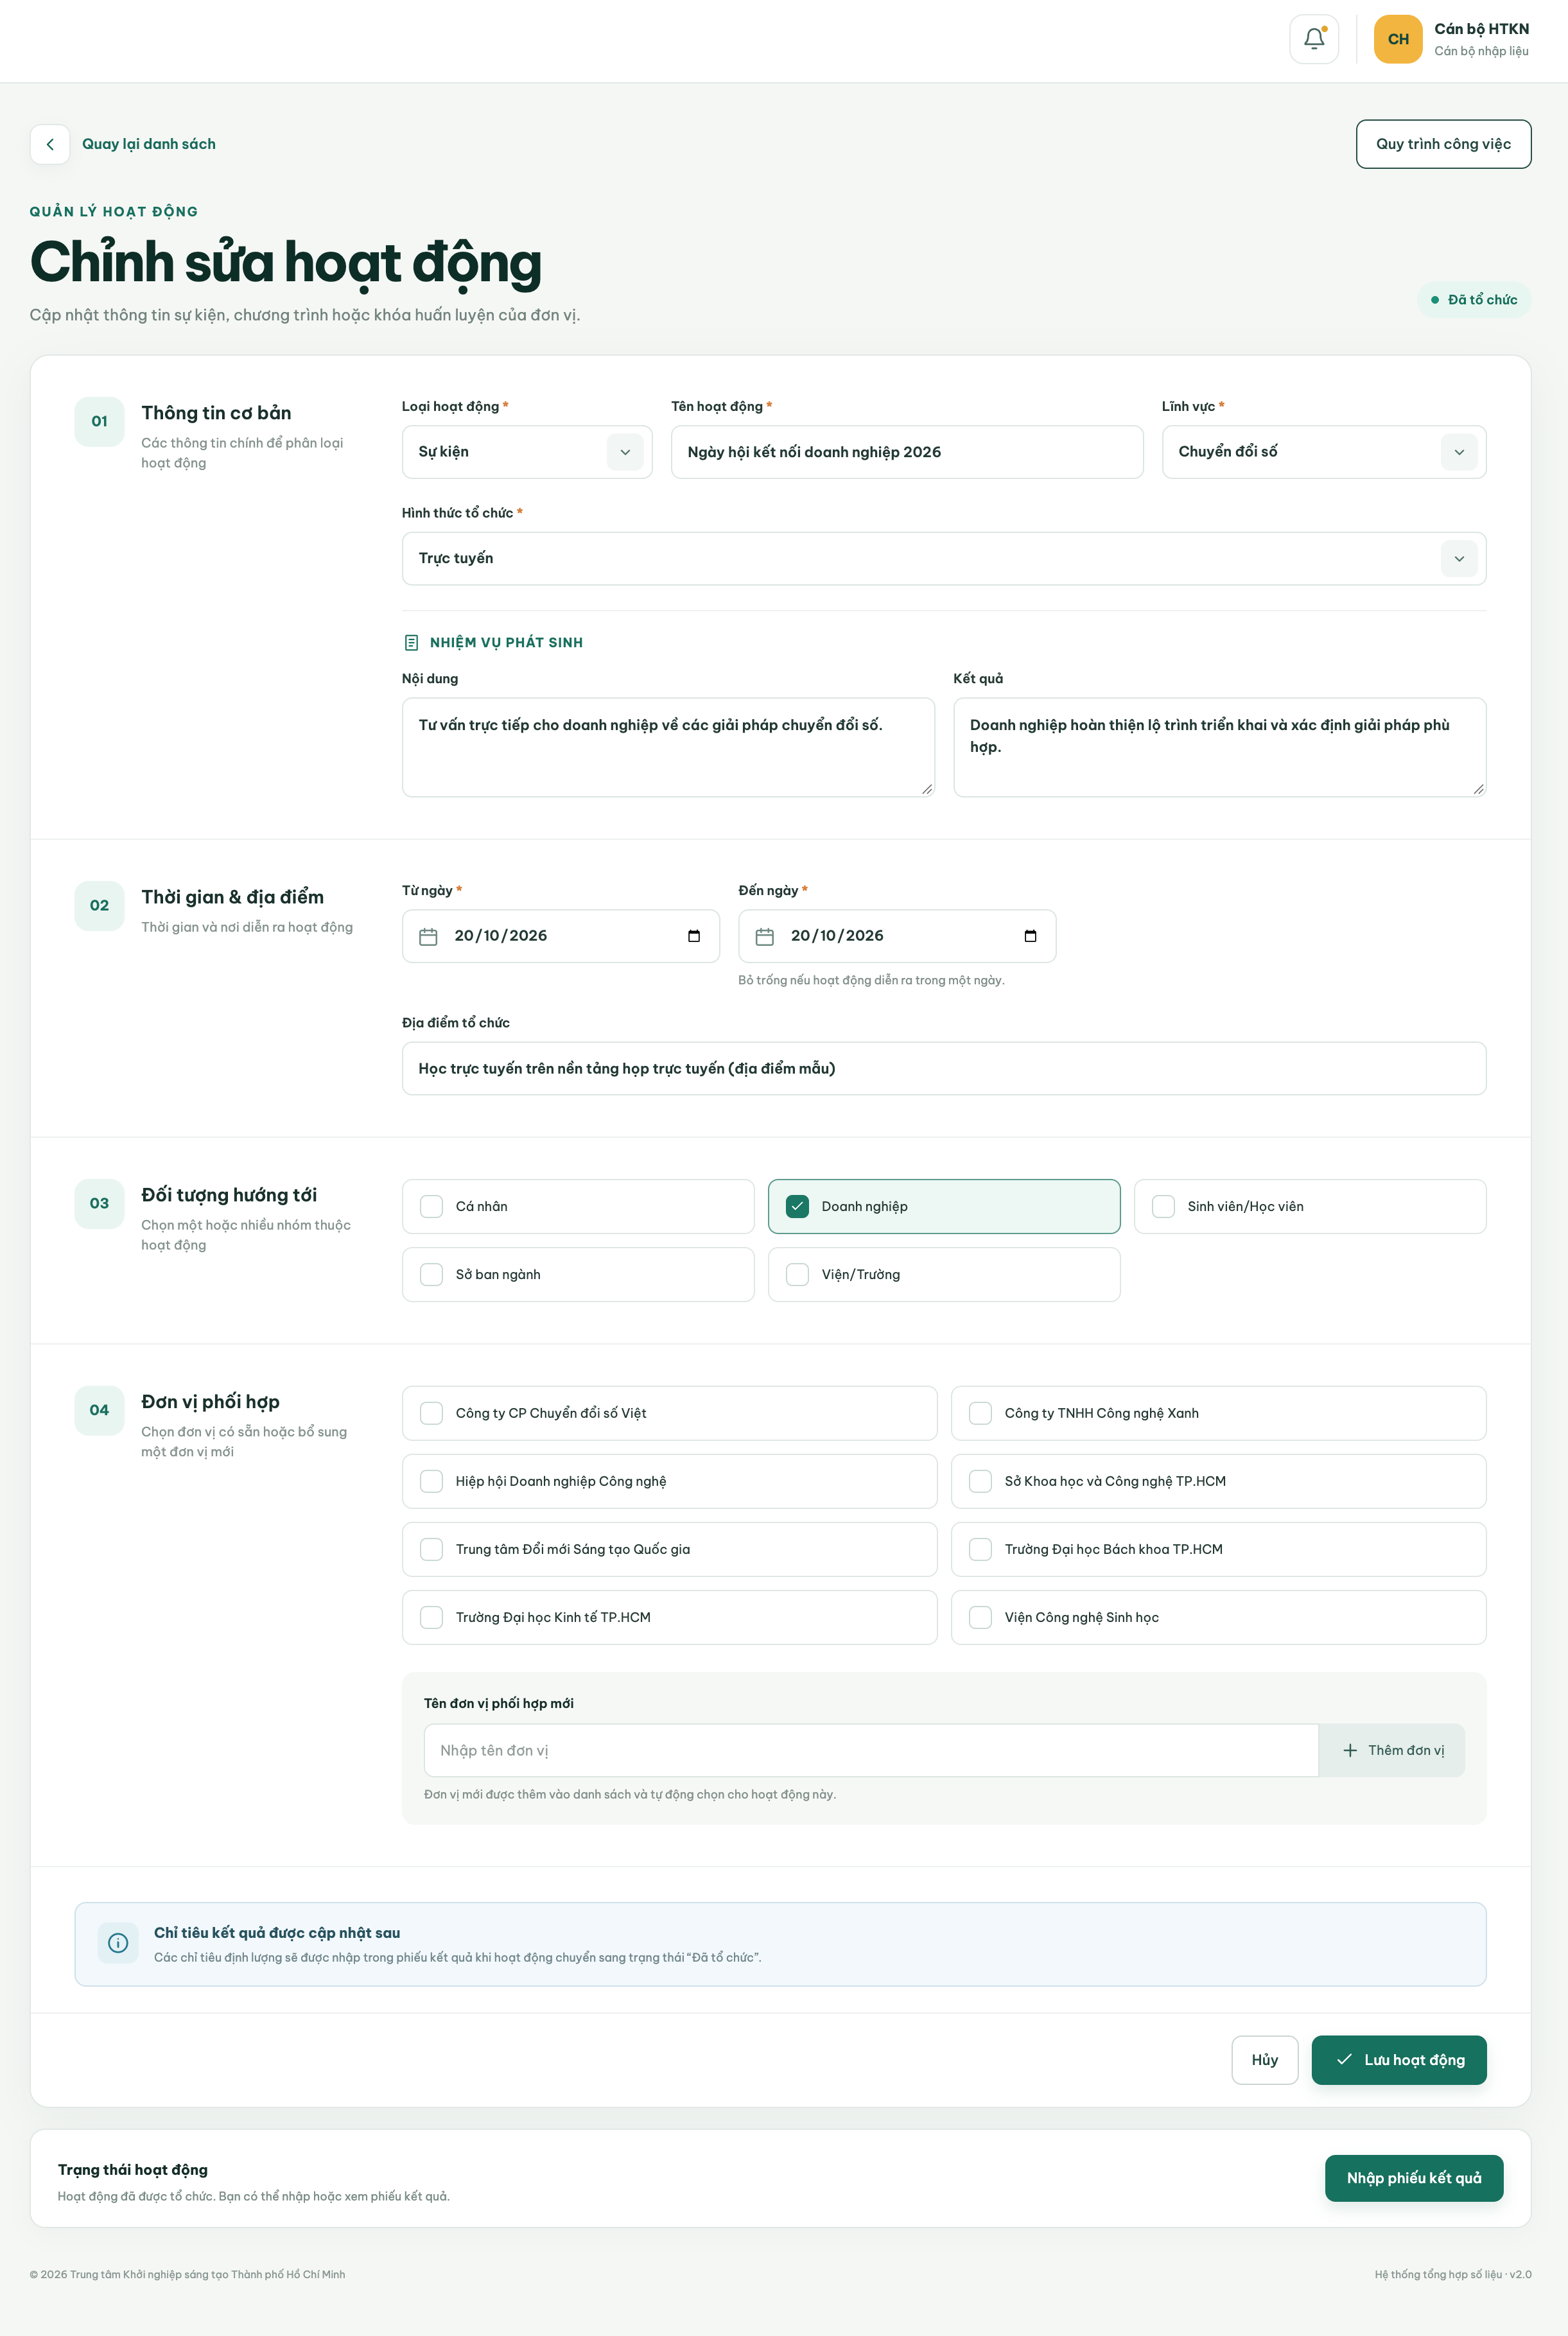 CH
Cán bộ HTKN
Cán bộ nhập liệu
Quay lại danh sách
Quy trình công việc
QUẢN LÝ HOẠT ĐỘNG
Chỉnh sửa hoạt động
Cập nhật thông tin sự kiện, chương trình hoặc khóa huấn luyện của đơn vị.
Đã tổ chức
01
Thông tin cơ bản
Các thông tin chính để phân loại
hoạt động
Loại hoạt động *
Tên hoạt động *
Lĩnh vực *
Sự kiện
Ngày hội kết nối doanh nghiệp 2026
Chuyển đổi số
Hình thức tổ chức *
Trực tuyến
NHIỆM VỤ PHÁT SINH
Nội dung
Kết quả
Tư vấn trực tiếp cho doanh nghiệp về các giải pháp chuyển đổi số.
Doanh nghiệp hoàn thiện lộ trình triển khai và xác định giải pháp phù
hợp.
02
Thời gian & địa điểm
Thời gian và nơi diễn ra hoạt động
Từ ngày *
Đến ngày *
20/10/2026
20/10/2026
Bỏ trống nếu hoạt động diễn ra trong một ngày.
Địa điểm tổ chức
Học trực tuyến trên nền tảng họp trực tuyến (địa điểm mẫu)
03
Đối tượng hướng tới
Chọn một hoặc nhiều nhóm thuộc
hoạt động
Cá nhân
Doanh nghiệp
Sinh viên/Học viên
Sở ban ngành
Viện/Trường
04
Đơn vị phối hợp
Chọn đơn vị có sẵn hoặc bổ sung
một đơn vị mới
Công ty CP Chuyển đổi số Việt
Công ty TNHH Công nghệ Xanh
Hiệp hội Doanh nghiệp Công nghệ
Sở Khoa học và Công nghệ TP.HCM
Trung tâm Đổi mới Sáng tạo Quốc gia
Trường Đại học Bách khoa TP.HCM
Trường Đại học Kinh tế TP.HCM
Viện Công nghệ Sinh học
Tên đơn vị phối hợp mới
Nhập tên đơn vị
Thêm đơn vị
Đơn vị mới được thêm vào danh sách và tự động chọn cho hoạt động này.
Chỉ tiêu kết quả được cập nhật sau
Các chỉ tiêu định lượng sẽ được nhập trong phiếu kết quả khi hoạt động chuyển sang trạng thái “Đã tổ chức”.
Hủy
Lưu hoạt động
Trạng thái hoạt động
Hoạt động đã được tổ chức. Bạn có thể nhập hoặc xem phiếu kết quả.
Nhập phiếu kết quả
© 2026 Trung tâm Khởi nghiệp sáng tạo Thành phố Hồ Chí Minh
Hệ thống tổng hợp số liệu · v2.0